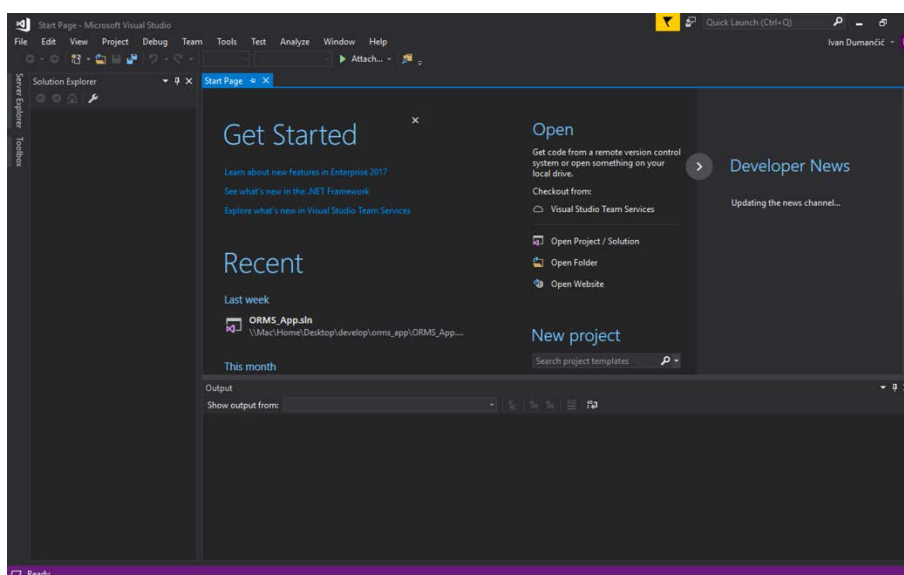 Start Page - Microsoft Visual Studio
Quick Launch (Ctrl+Q)
File Edit View Project Debug Team Tools Test Analyze Window Help
Ivan Dumančić
Attach...
Server Explorer
Toolbox
Solution Explorer
Start Page
Get Started
Learn about new features in Enterprise 2017
See what's new in the .NET Framework
Explore what's new in Visual Studio Team Services
Recent
Last week
ORMS_App.sln
\\Mac\Home\Desktop\develop\orms_app\ORMS_App....
This month
Open
Get code from a remote version control
system or open something on your
local drive.
Checkout from:
Visual Studio Team Services
Open Project / Solution
Open Folder
Open Website
New project
Search project templates
Developer News
Updating the news channel...
Output
Show output from:
Ready